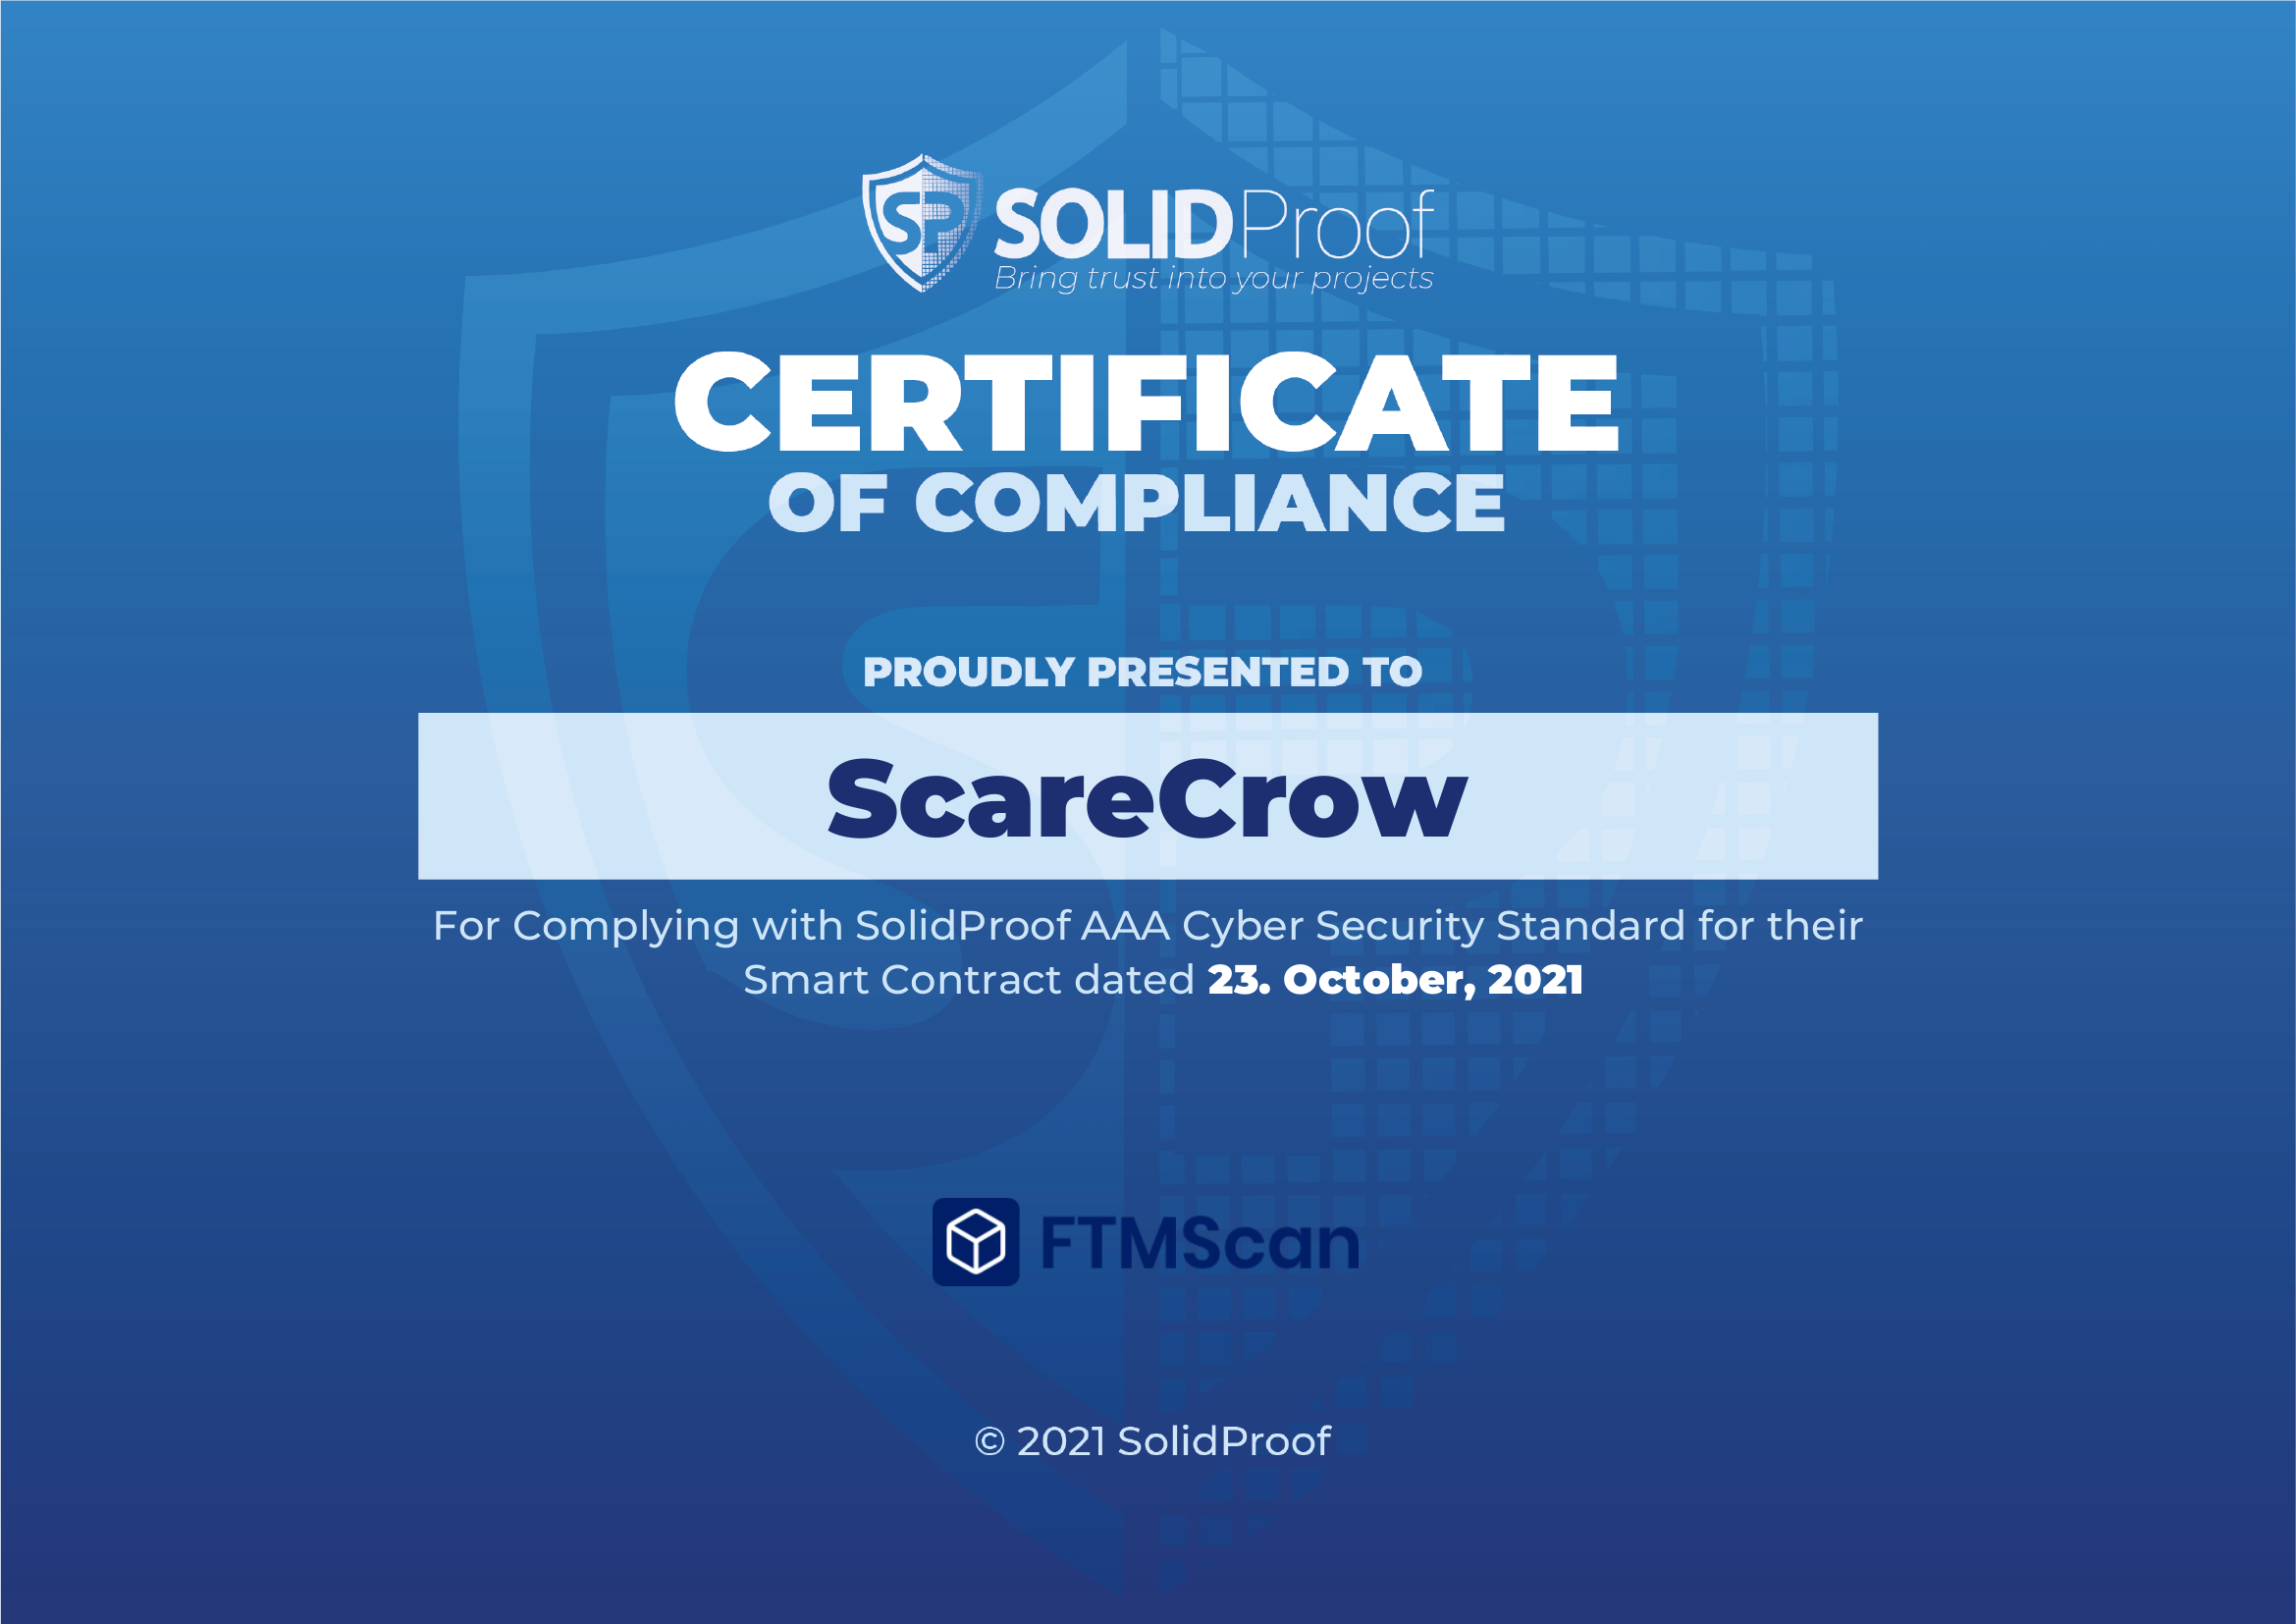 SP SOLIDProof
Bring trust into your projects
CERTIFICATE
OF COMPLIANCE
PROUDLY PRESENTED TO
ScareCrow
For Complying with SolidProof AAA Cyber Security Standard for their
Smart Contract dated 23. October, 2021
FTMScan
© 2021 SolidProof